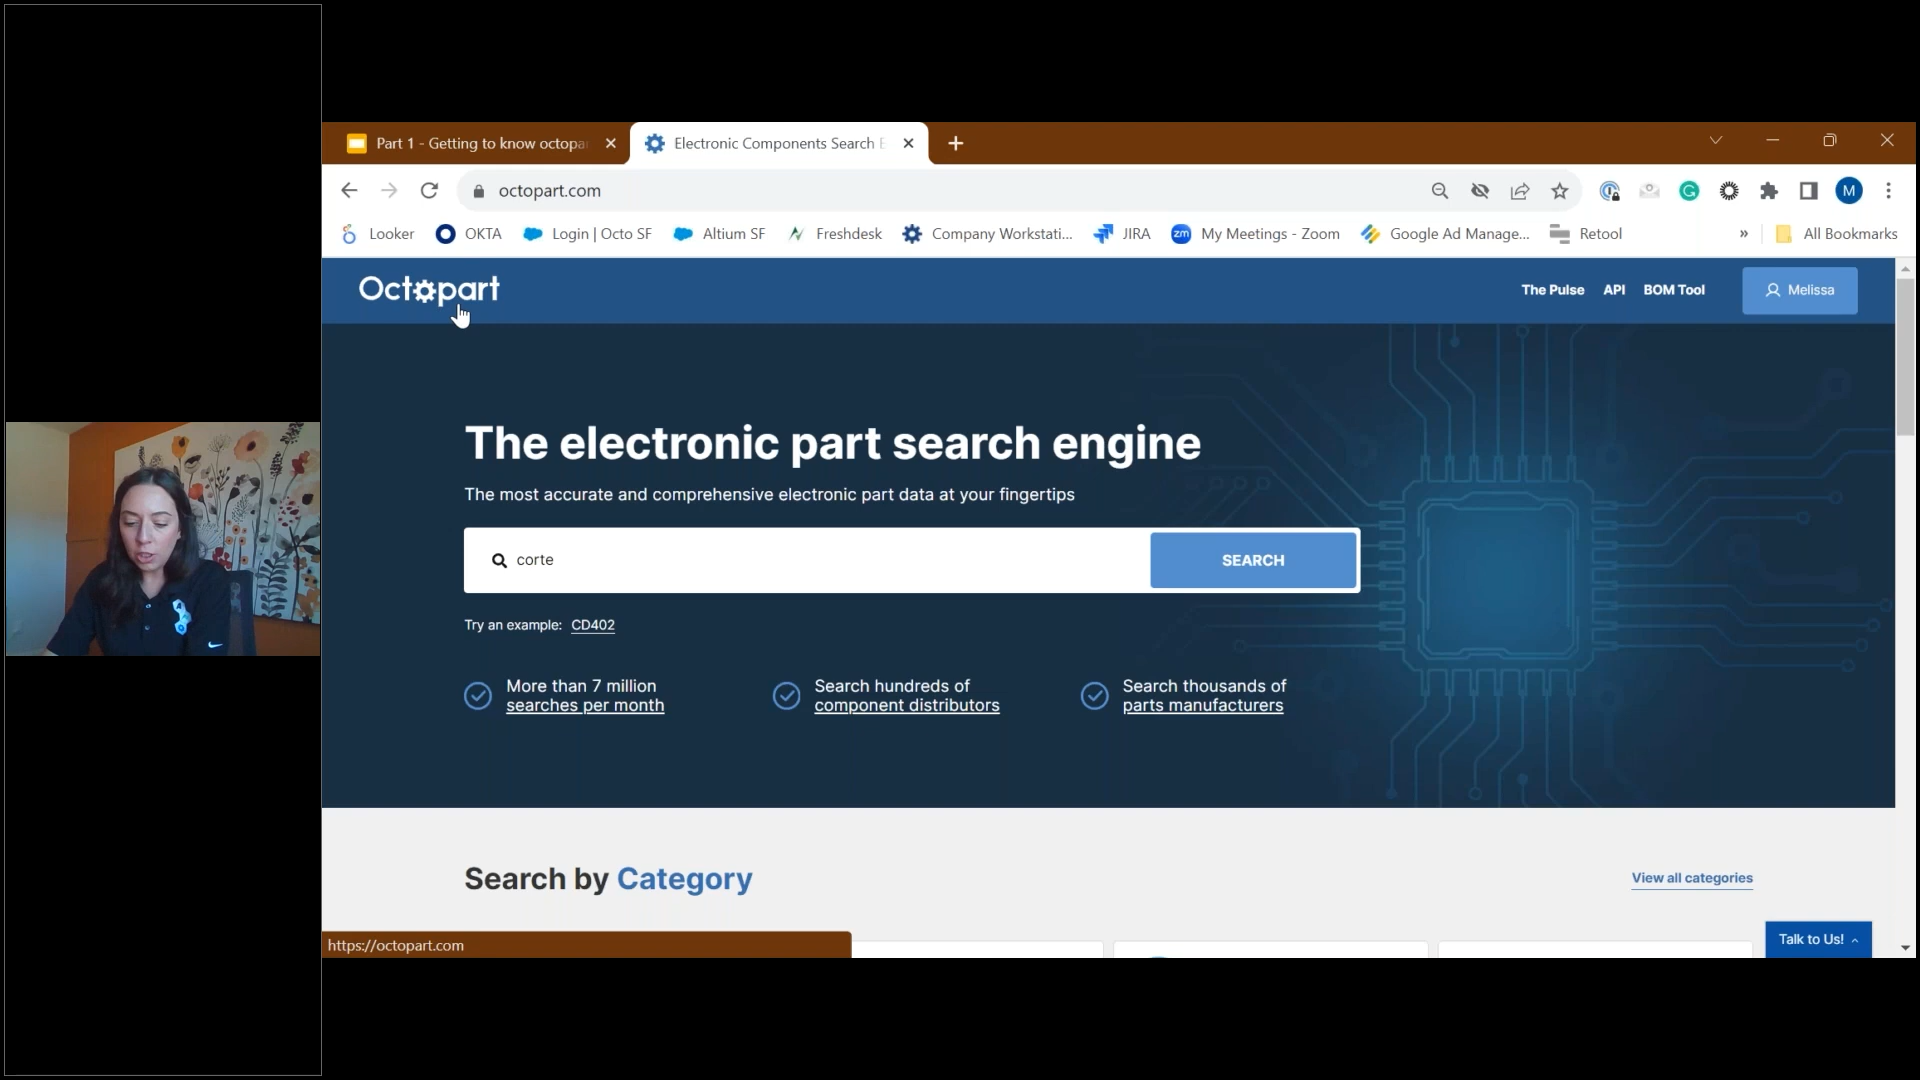 Part 1 - Getting to know octopa
Electronic Components Search E
octopart.com
M
Looker
OKTA
Login | Octo SF
Altium SF
Freshdesk
Company Workstati...
JIRA
zm
My Meetings - Zoom
Google Ad Manage...
Retool
»
All Bookmarks
Octopart
The Pulse
API
BOM Tool
Melissa
The electronic part search engine
The most accurate and comprehensive electronic part data at your fingertips
corte
SEARCH
Try an example: CD402
More than 7 million
searches per month
Search hundreds of
component distributors
Search thousands of
parts manufacturers
Search by Category
View all categories
https://octopart.com
Talk to Us!